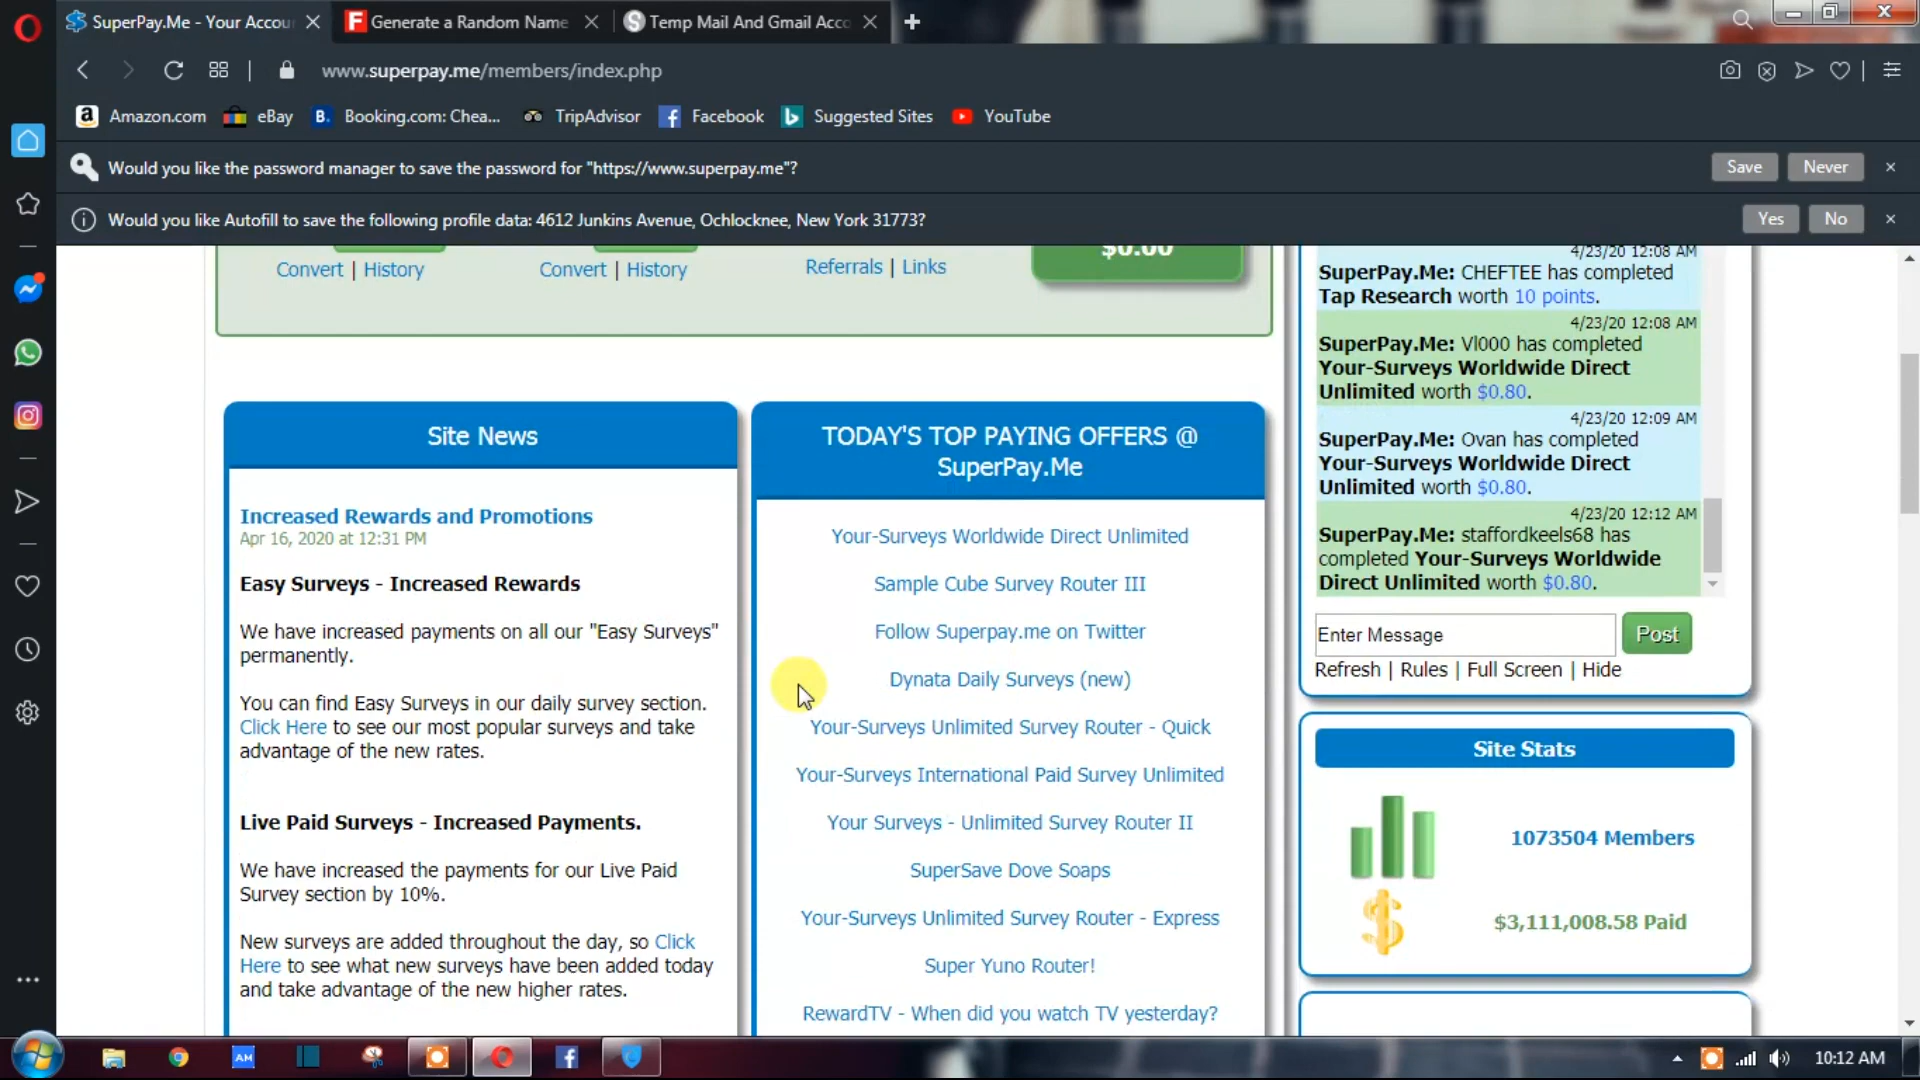 SuperPay.Me - Your Accou
Generate a Random Name
Temp Mail And Gmail Acco
www.superpay.me/members/index.php
Amazon.com
eBay
B.
Booking.com: Chea...
TripAdvisor
Facebook
Suggested Sites
YouTube
Would you like the password manager to save the password for "https://www.superpay.me"?
Save
Never
Would you like Autofill to save the following profile data: 4612 Junkins Avenue, Ochlocknee, New York 31773?
Yes
No
Convert | History
Convert | History
Referrals | Links
$0.00
Site News
Increased Rewards and Promotions
Apr 16, 2020 at 12:31 PM
Easy Surveys - Increased Rewards
We have increased payments on all our "Easy Surveys"
permanently.
You can find Easy Surveys in our daily survey section.
Click Here to see our most popular surveys and take
advantage of the new rates.
Live Paid Surveys - Increased Payments.
We have increased the payments for our Live Paid
Survey section by 10%.
New surveys are added throughout the day, so Click
Here to see what new surveys have been added today
and take advantage of the new higher rates.
TODAY'S TOP PAYING OFFERS @
SuperPay.Me
Your-Surveys Worldwide Direct Unlimited
Sample Cube Survey Router III
Follow Superpay.me on Twitter
Dynata Daily Surveys (new)
Your-Surveys Unlimited Survey Router - Quick
Your-Surveys International Paid Survey Unlimited
Your Surveys - Unlimited Survey Router II
SuperSave Dove Soaps
Your-Surveys Unlimited Survey Router - Express
Super Yuno Router!
RewardTV - When did you watch TV yesterday?
4/23/20 12:08 AM
SuperPay.Me: CHEFTEE has completed
Tap Research worth 10 points.
4/23/20 12:08 AM
SuperPay.Me: Vl000 has completed
Your-Surveys Worldwide Direct
Unlimited worth $0.80.
4/23/20 12:09 AM
SuperPay.Me: Ovan has completed
Your-Surveys Worldwide Direct
Unlimited worth $0.80.
4/23/20 12:12 AM
SuperPay.Me: staffordkeels68 has
completed Your-Surveys Worldwide
Direct Unlimited worth $0.80.
Enter Message
Post
Refresh | Rules | Full Screen | Hide
Site Stats
1073504 Members
$3,111,008.58 Paid
AM
10:12 AM